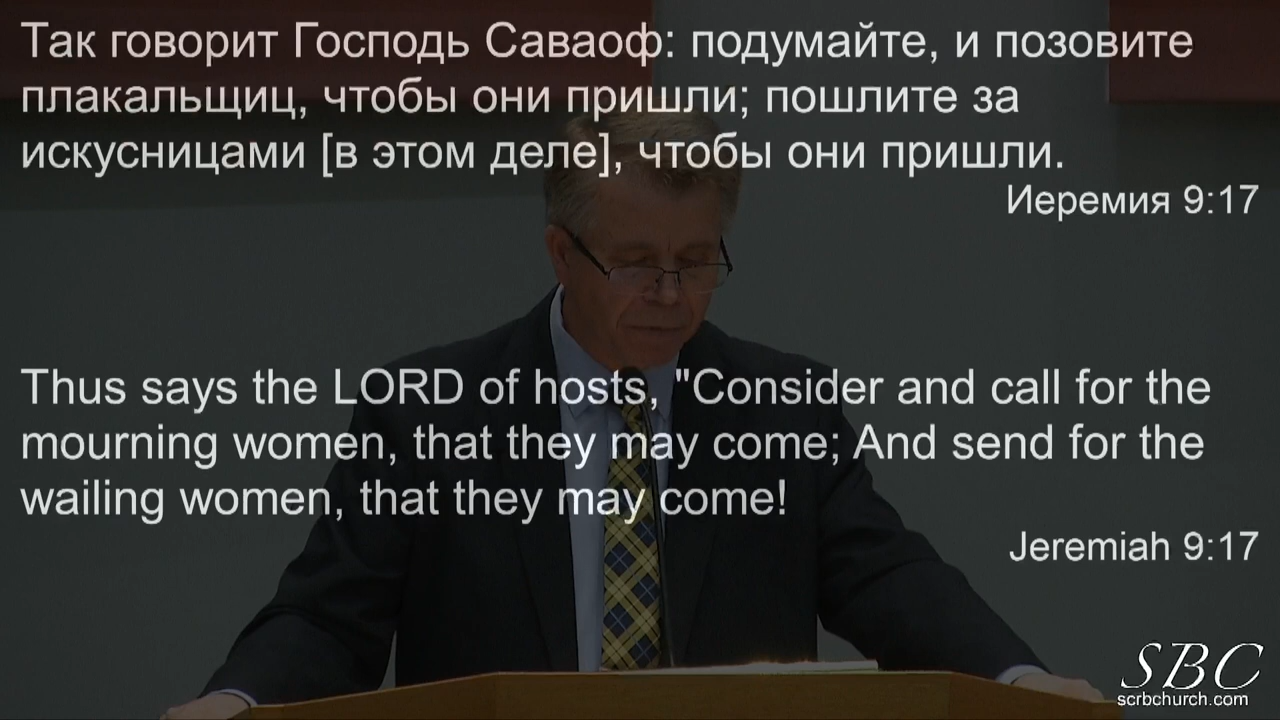 Так говорит Господь Саваоф: подумайте, и позовите
плакальщиц, чтобы они пришли; пошлите за
искусницами [в этом деле], чтобы они пришли.
Иеремия 9:17
Thus says the LORD of hosts, "Consider and call for the
mourning women, that they may come; And send for the
wailing women, that they may come!
Jeremiah 9:17
SBC
scrbchurch.com